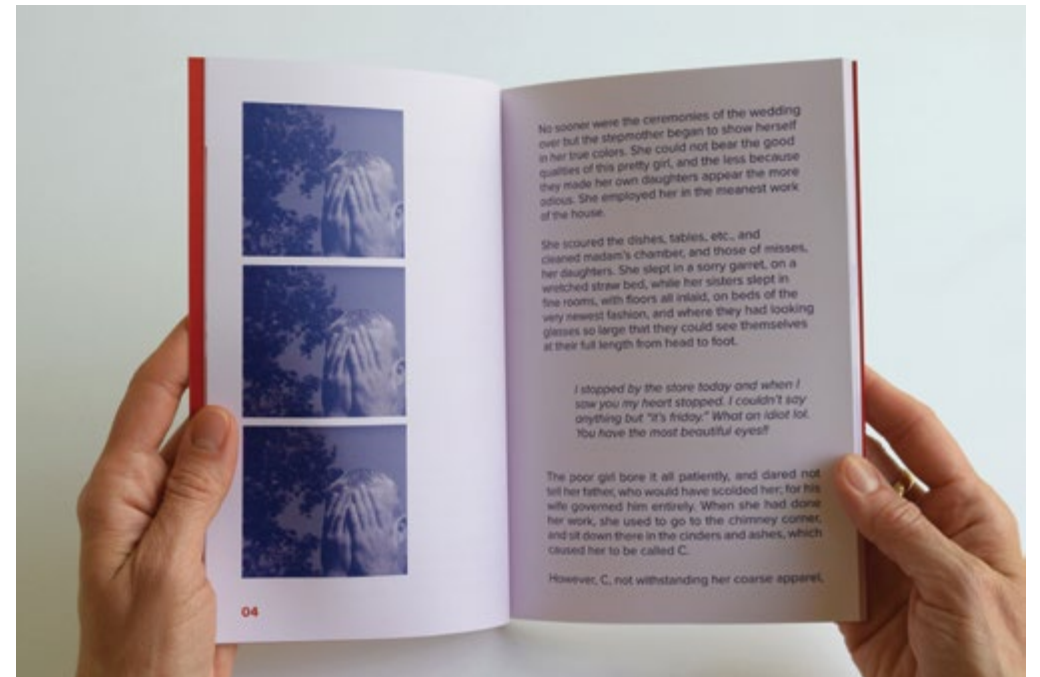 04
No sooner were the ceremonies of the wedding
over but the stepmother began to show herself
in her true colors. She could not bear the good
qualities of this pretty girl, and the less because
they made her own daughters appear the more
odious. She employed her in the meanest work
of the house.
She scoured the dishes, tables, etc., and
cleaned madam's chamber, and those of misses,
her daughters. She slept in a sorry garret, on a
wretched straw bed, while her sisters slept in
fine rooms, with floors all inlaid, on beds of the
very newest fashion, and where they had looking
glasses so large that they could see themselves
at their full length from head to foot.
I stopped by the store today and when I
saw you my heart stopped. I couldn't say
anything but "it's friday." What an idiot lol.
You have the most beautiful eyes!!
The poor girl bore it all patiently, and dared not
tell her father, who would have scolded her; for his
wife governed him entirely. When she had done
her work, she used to go to the chimney corner,
and sit down there in the cinders and ashes, which
caused her to be called C.
However, C, not withstanding her coarse apparel,